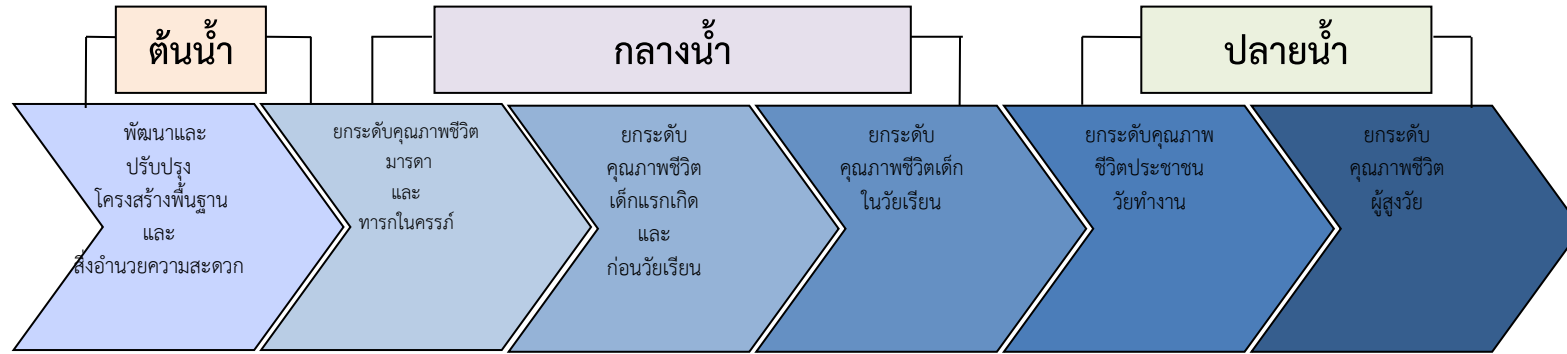 ต้นน้ำ
กลางน้ำ
ปลายน้ำ
พัฒนาและ
ปรับปรุง
โครงสร้างพื้นฐาน
และ
สิ่งอำนวยความสะดวก
ยกระดับคุณภาพชีวิต
มารดา
และ
ทารกในครรภ์
ยกระดับ
คุณภาพชีวิต
เด็กแรกเกิด
และ
ก่อนวัยเรียน
ยกระดับ
คุณภาพชีวิตเด็ก
ในวัยเรียน
ยกระดับคุณภาพ
ชีวิตประชาชน
วัยทำงาน
ยกระดับ
คุณภาพชีวิต
ผู้สูงวัย